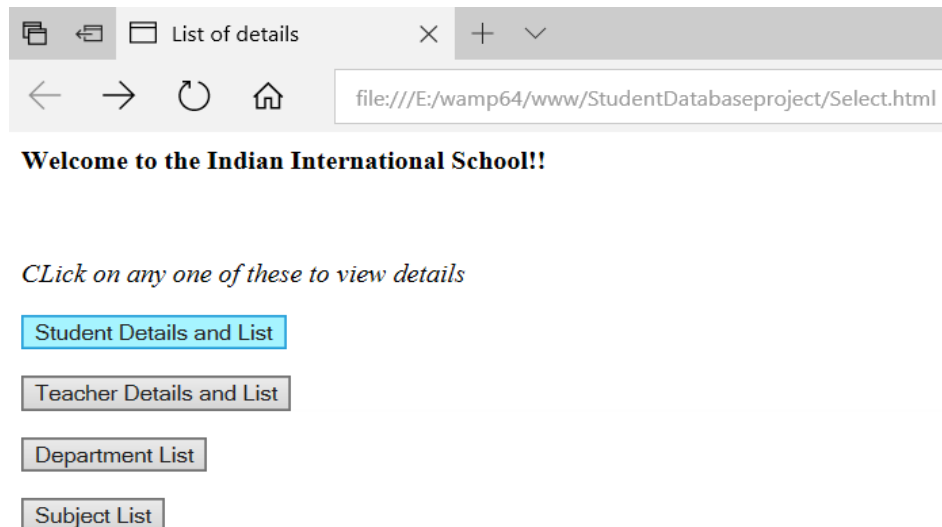 List of details
file:///E:/wamp64/www/StudentDatabaseproject/Select.html
Welcome to the Indian International School!!
CLick on any one of these to view details
Student Details and List
Teacher Details and List
Department List
Subject List